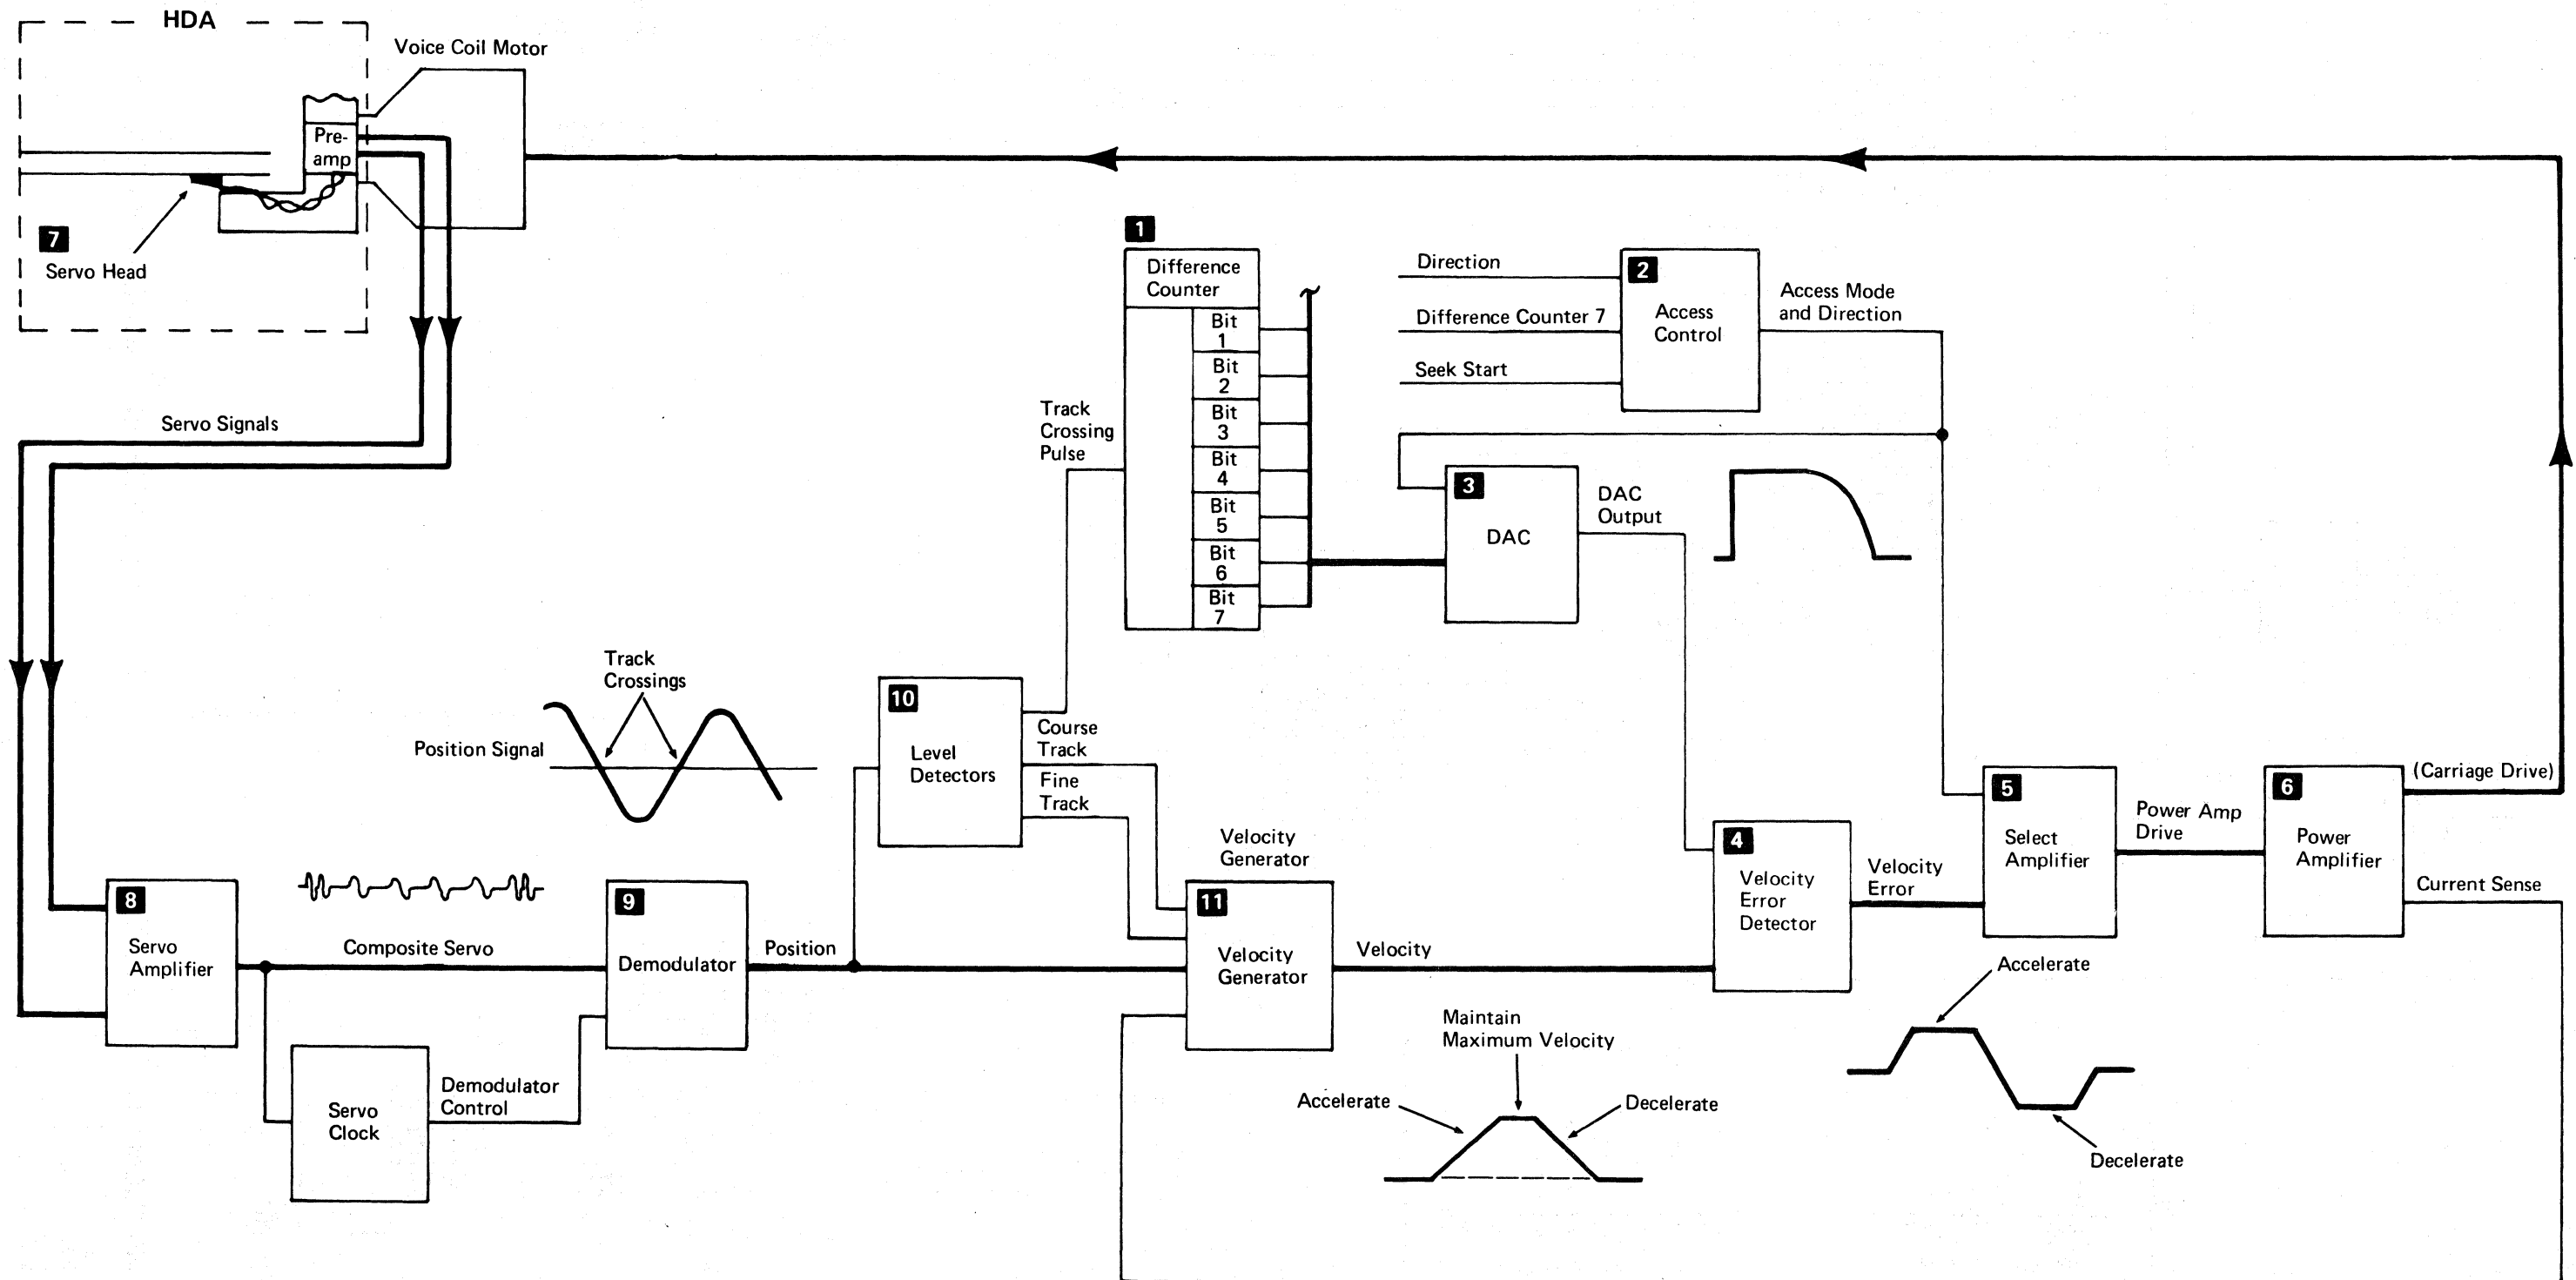 HDA
Voice Coil Motor
Pre-
amp
7
Servo Head
Servo Signals
1
Difference
Counter
Bit
1
Bit
2
Bit
3
Bit
4
Bit
5
Bit
6
Bit
7
Track
Crossing
Pulse
Direction
Difference Counter 7
Seek Start
2
Access
Control
Access Mode
and Direction
3
DAC
DAC
Output
Track
Crossings
Position Signal
10
Level
Detectors
Course
Track
Fine
Track
8
Servo
Amplifier
Composite Servo
9
Demodulator
Position
Servo
Clock
Demodulator
Control
Velocity
Generator
11
Velocity
Generator
Velocity
4
Velocity
Error
Detector
Velocity
Error
5
Select
Amplifier
Power Amp
Drive
6
Power
Amplifier
(Carriage Drive)
Current Sense
Maintain
Maximum Velocity
Accelerate
Decelerate
Accelerate
Decelerate